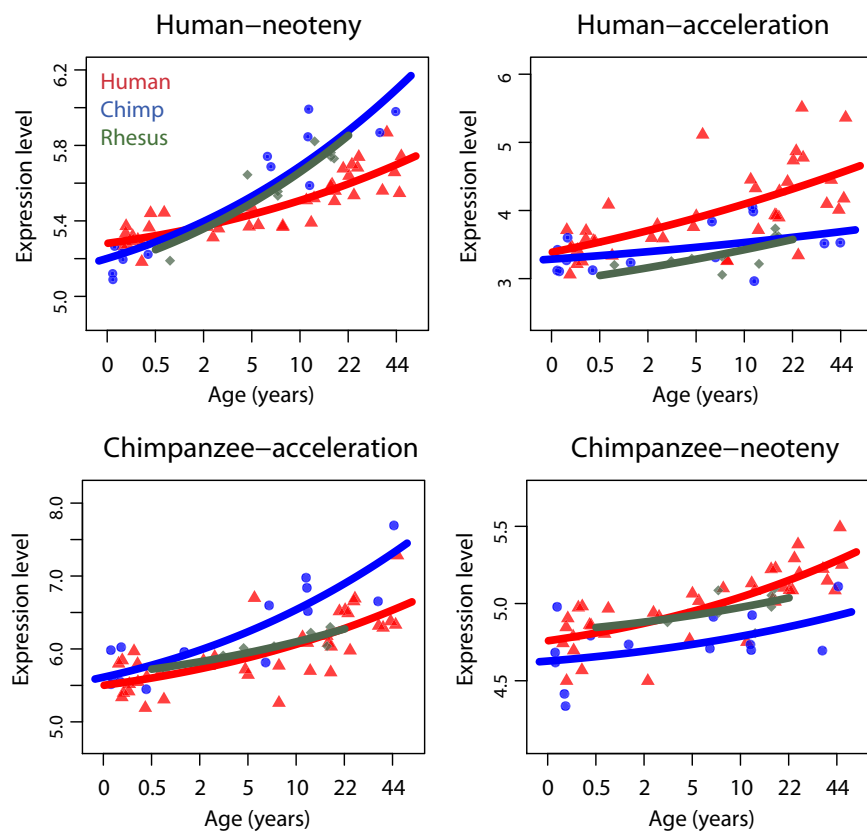 Human−neoteny
Human−acceleration
Human
Chimp
Rhesus
Expression level
6.2
5.8
5.4
5.0
0 0.5 2 5 10 22 44
Age (years)
Expression level
6
5
4
3
0 0.5 2 5 10 22 44
Age (years)
Chimpanzee−acceleration
Chimpanzee−neoteny
Expression level
8.0
7.0
6.0
5.0
0 0.5 2 5 10 22 44
Age (years)
Expression level
5.5
5.0
4.5
0 0.5 2 5 10 22 44
Age (years)